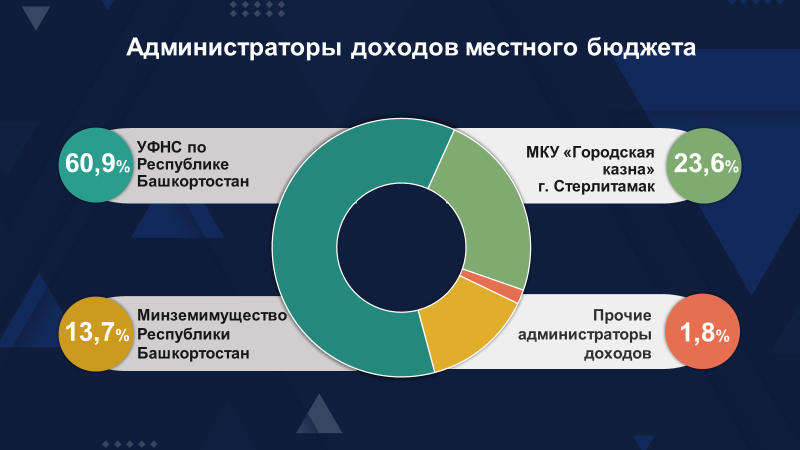 Администраторы доходов местного бюджета
60,9%
УФНС по
Республике
Башкортостан
МКУ «Городская
казна»
г. Стерлитамак
23,6%
13,7%
Минземимущество
Республики
Башкортостан
Прочие
администраторы
доходов
1,8%